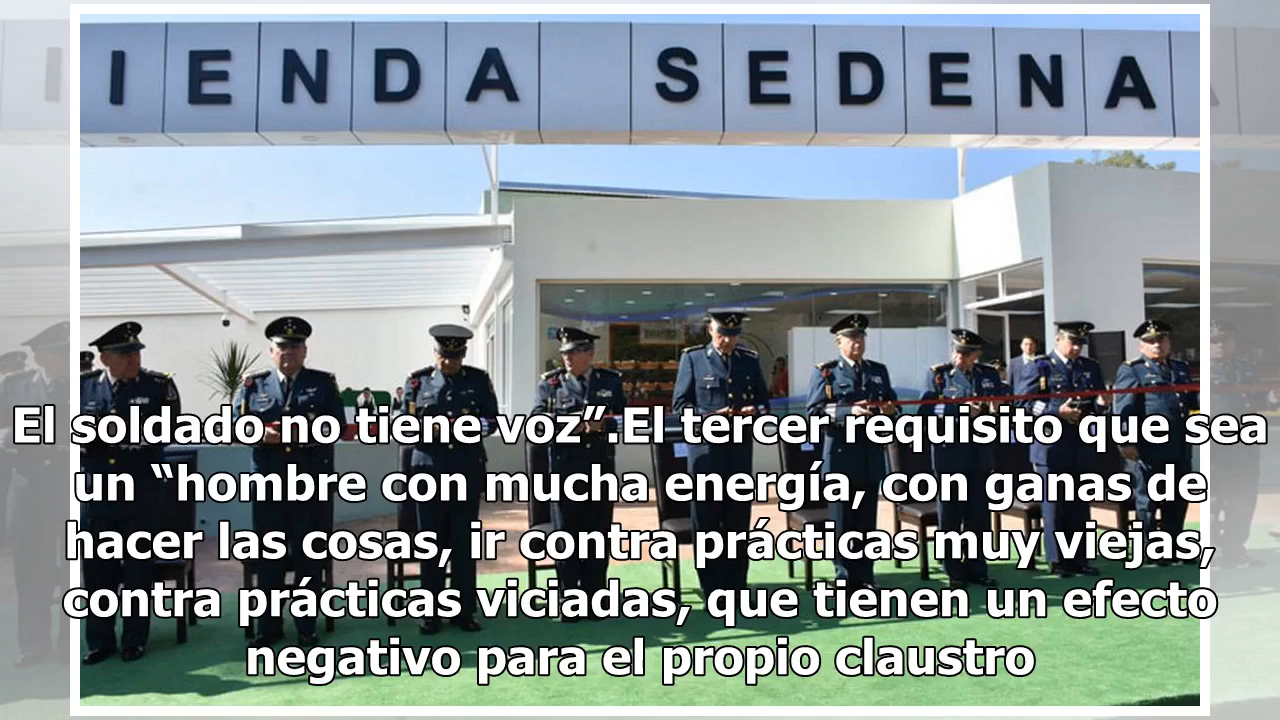 IENDA SEDENA
El soldado no tiene voz”.El tercer requisito que sea
un “hombre con mucha energía, con ganas de
hacer las cosas, ir contra prácticas muy viejas,
contra prácticas viciadas, que tienen un efecto
negativo para el propio claustro